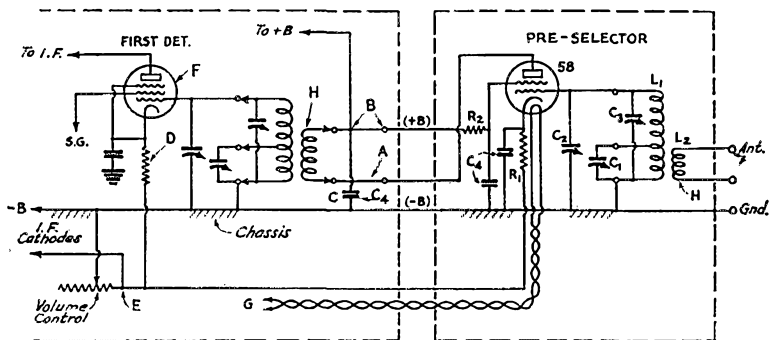 FIRST DET.
To +B
PRE-SELECTOR
To I.F.
F
58
L1
H
B
(+B)
R2
C3
S.G.
D
A
C4
R1
C2
C1
L2
Ant.
C
C4
H
-B
(-B)
Gnd.
Chassis
I.F.
Cathodes
E
G
Volume
Control